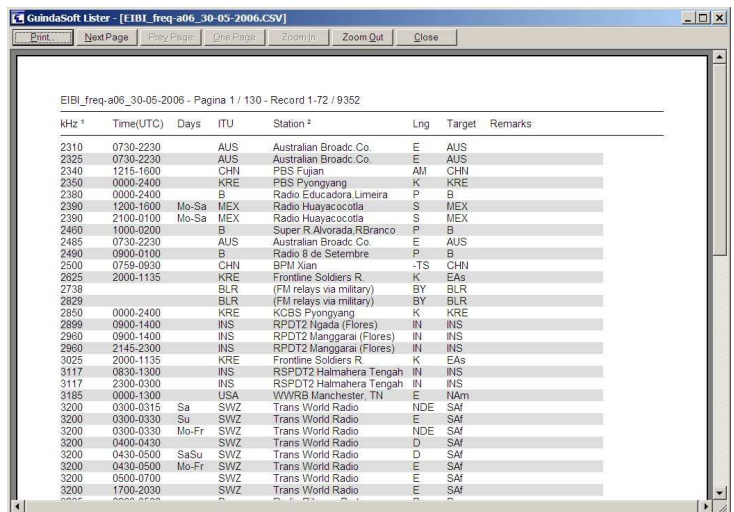 GuindaSoft Lister - [EIBI_freq-a06_30-05-2006.CSV]
Print... Next Page Prev Page One Page Zoom In Zoom Out Close
EIBI_freq-a06_30-05-2006 - Pagina 1 / 130 - Record 1-72 / 9352
kHz ¹ Time(UTC) Days ITU Station ² Lng Target Remarks
2310 0730-2230 AUS Australian Broadc.Co. E AUS
2325 0730-2230 AUS Australian Broadc.Co. E AUS
2340 1215-1600 CHN PBS Fujian AM CHN
2350 0000-2400 KRE PBS Pyongyang K KRE
2380 0000-2400 B Radio Educadora,Limeira P B
2390 1200-1600 Mo-Sa MEX Radio Huayacocotla S MEX
2390 2100-0100 Mo-Sa MEX Radio Huayacocotla S MEX
2460 1000-0200 B Super R.Alvorada,RBranco P B
2485 0730-2230 AUS Australian Broadc.Co. E AUS
2490 0900-0100 B Radio 8 de Setembre P B
2500 0759-0930 CHN BPM Xian -TS CHN
2625 2000-1135 KRE Frontline Soldiers R. K EAs
2738 BLR (FM relays via military) BY BLR
2829 BLR (FM relays via military) BY BLR
2850 0000-2400 KRE KCBS Pyongyang K KRE
2899 0900-1400 INS RPDT2 Ngada (Flores) IN INS
2960 0900-1400 INS RPDT2 Manggarai (Flores) IN INS
2960 2145-2300 INS RPDT2 Manggarai (Flores) IN INS
3025 2000-1135 KRE Frontline Soldiers R. K EAs
3117 0830-1300 INS RSPDT2 Halmahera Tengah IN INS
3117 2300-0300 INS RSPDT2 Halmahera Tengah IN INS
3185 0000-1300 USA WWRB Manchester, TN E NAm
3200 0300-0315 Sa SWZ Trans World Radio NDE SAf
3200 0300-0330 Su SWZ Trans World Radio E SAf
3200 0300-0330 Mo-Fr SWZ Trans World Radio NDE SAf
3200 0400-0430 SWZ Trans World Radio D SAf
3200 0430-0500 SaSu SWZ Trans World Radio D SAf
3200 0430-0500 Mo-Fr SWZ Trans World Radio E SAf
3200 0500-0700 SWZ Trans World Radio E SAf
3200 1700-2030 SWZ Trans World Radio E SAf